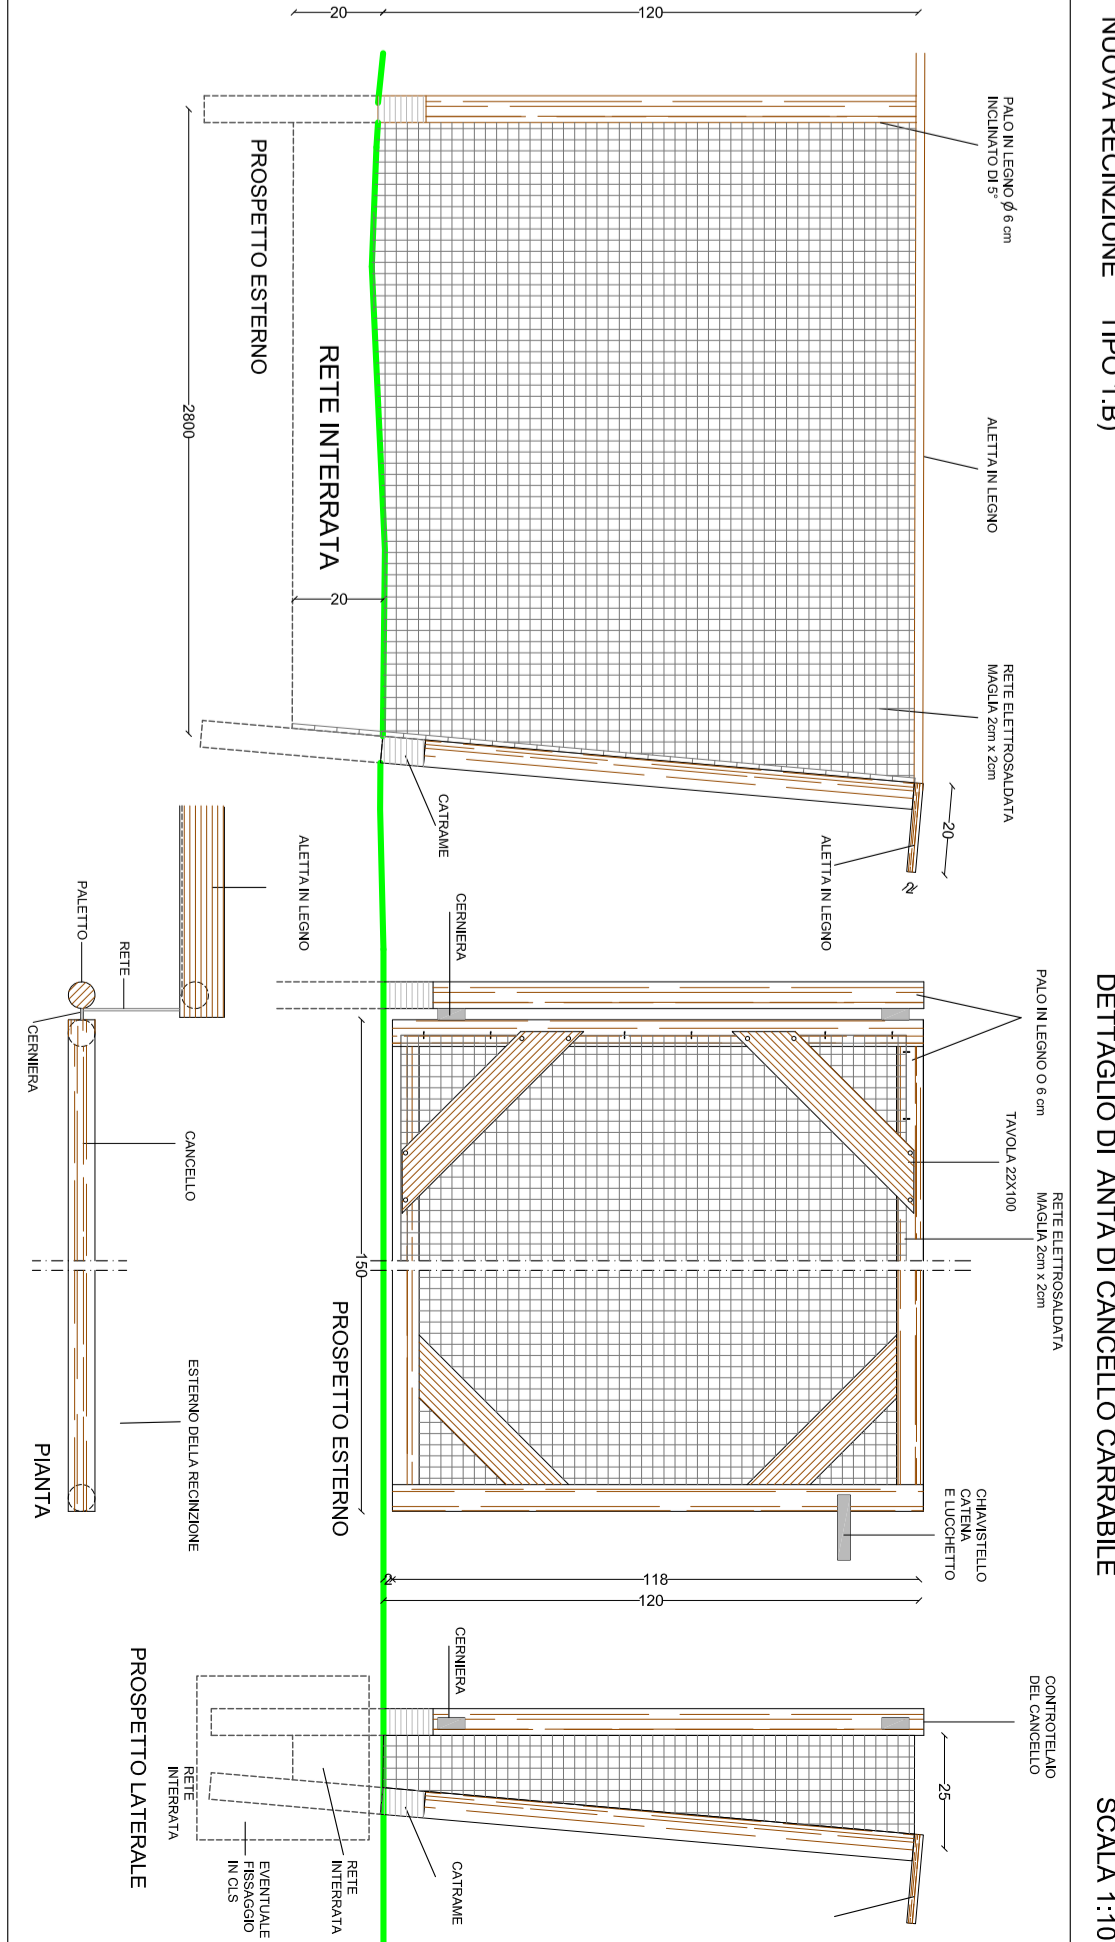 NUOVA RECINZIONE TIPO 1.B)
DETTAGLIO DI ANTA DI CANCELLO CARRABILE
SCALA 1:10
PALO IN LEGNO Ø 6 cm
INCLINATO DI 5°
ALETTA IN LEGNO
RETE ELETTROSALDATA
MAGLIA 2cm x 2cm
120
20
20
2
ALETTA IN LEGNO
CATRAME
RETE INTERRATA
20
PROSPETTO ESTERNO
2800
PALO IN LEGNO O 6 cm
TAVOLA 22X100
RETE ELETTROSALDATA
MAGLIA 2cm x 2cm
CHIAVISTELLO
CATENA
E LUCCHETTO
CERNIERA
150
PROSPETTO ESTERNO
2
118
120
ALETTA IN LEGNO
PALETTO
RETE
CERNIERA
CANCELLO
ESTERNO DELLA RECINZIONE
PIANTA
CONTROTELAIO
DEL CANCELLO
25
CERNIERA
CATRAME
RETE
INTERRATA
EVENTUALE
FISSAGGIO
IN CLS
RETE
INTERRATA
PROSPETTO LATERALE